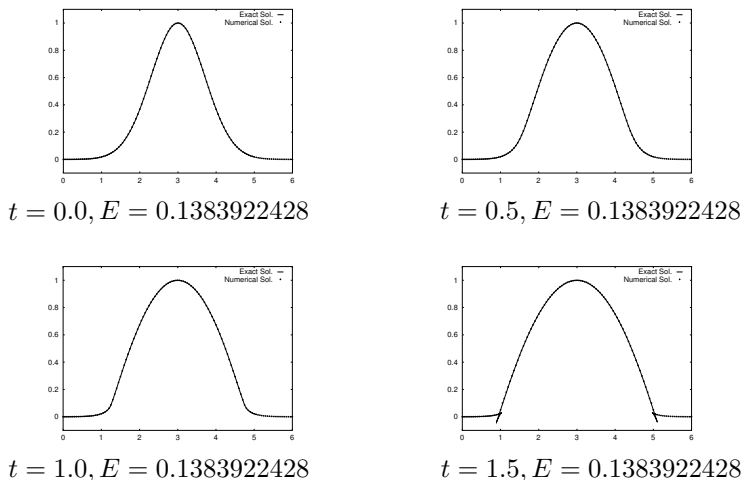 Exact Sol.
Numerical Sol.
1
0.8
0.6
0.4
0.2
0
0 1 2 3 4 5 6
t = 0.0, E = 0.1383922428
Exact Sol.
Numerical Sol.
1
0.8
0.6
0.4
0.2
0
0 1 2 3 4 5 6
t = 0.5, E = 0.1383922428
Exact Sol.
Numerical Sol.
1
0.8
0.6
0.4
0.2
0
0 1 2 3 4 5 6
t = 1.0, E = 0.1383922428
Exact Sol.
Numerical Sol.
1
0.8
0.6
0.4
0.2
0
0 1 2 3 4 5 6
t = 1.5, E = 0.1383922428